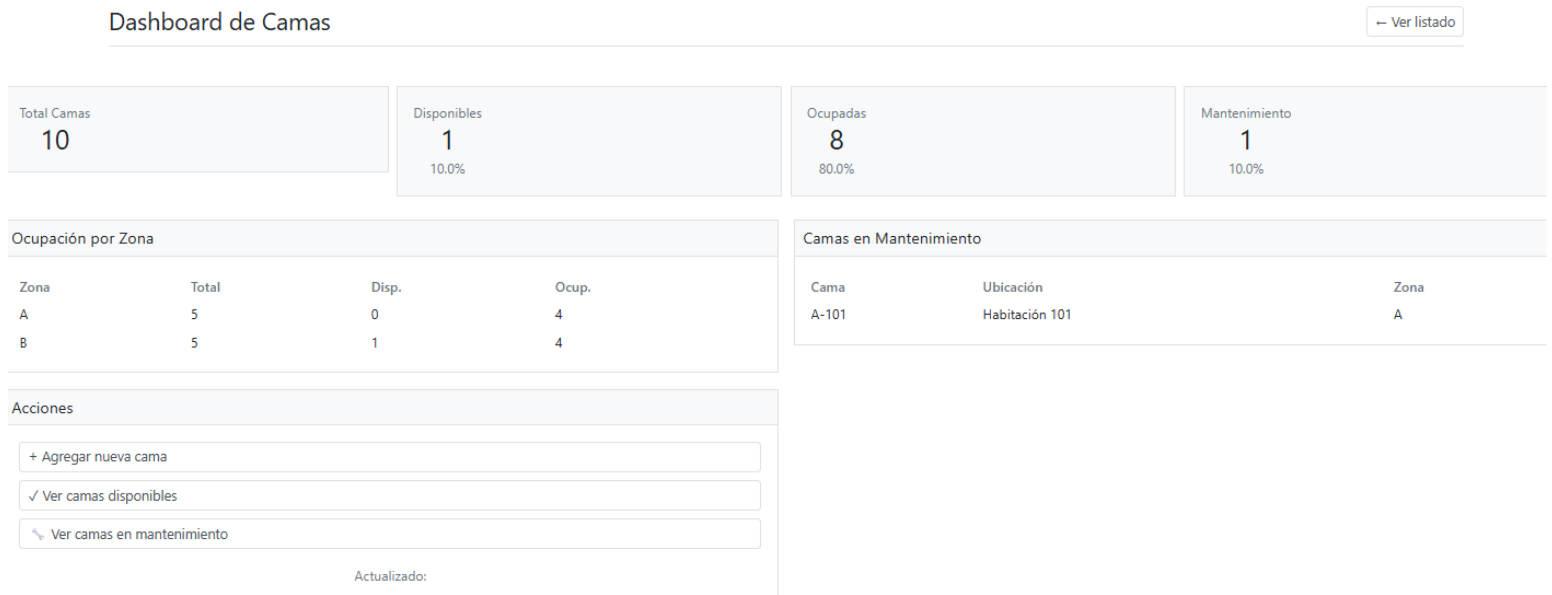 Dashboard de Camas
← Ver listado
Total Camas
10
Disponibles
1
10.0%
Ocupadas
8
80.0%
Mantenimiento
1
10.0%
Ocupación por Zona
Zona Total Disp. Ocup.
A 5 0 4
B 5 1 4
Camas en Mantenimiento
Cama Ubicación Zona
A-101 Habitación 101 A
Acciones
+ Agregar nueva cama
✓ Ver camas disponibles
🔧 Ver camas en mantenimiento
Actualizado: